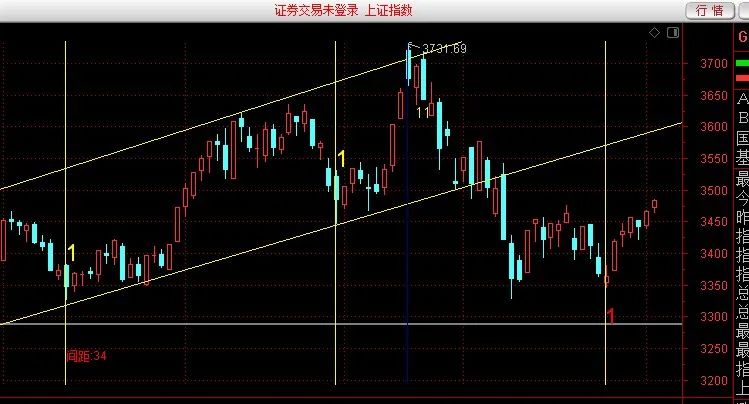 证券交易未登录 上证指数
行 情
3731.69
G
3700
3650
A
B
11
3600
国
1
3550
基
最
3500
今
昨
3450
指
1
指
3400
指
3350
总
1
总
3300
最
最
间距:34
3250
指
3200
上